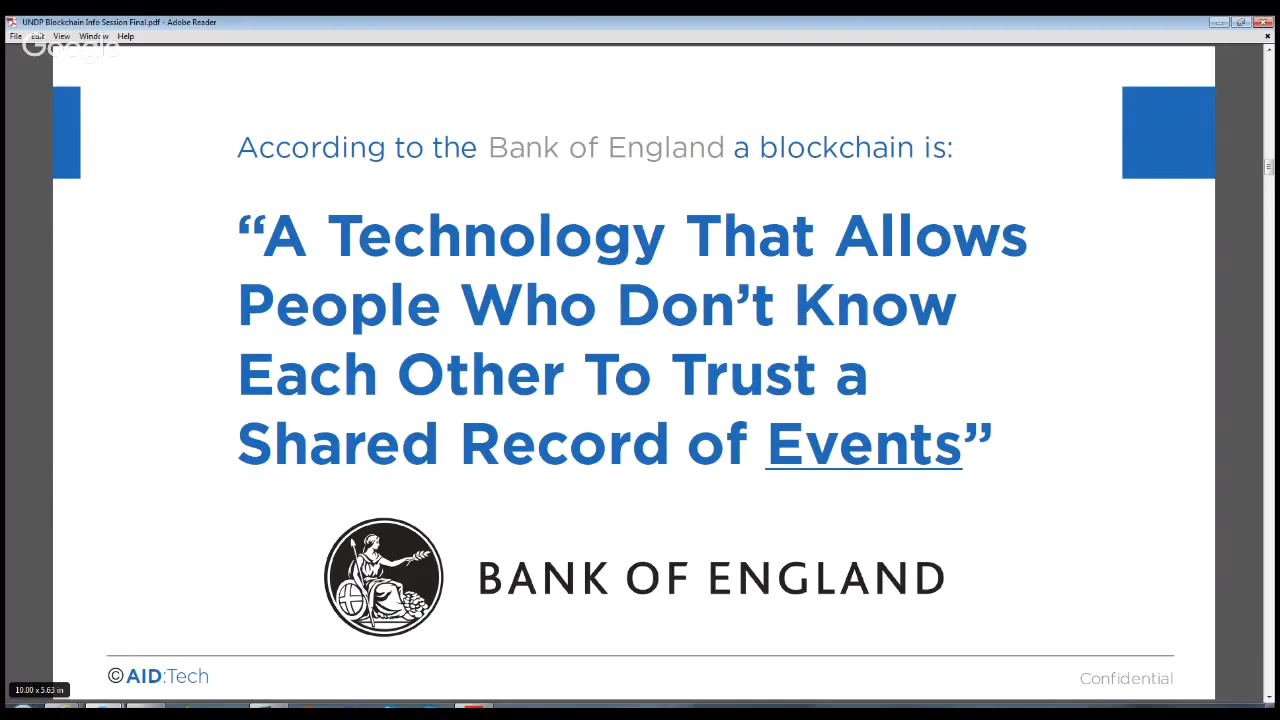 UNDP Blockchain Info Session Final.pdf - Adobe Reader
File Edit View Window Help
Google
According to the Bank of England a blockchain is:
“A Technology That Allows
People Who Don’t Know
Each Other To Trust a
Shared Record of Events”
BANK OF ENGLAND
©AID:Tech
Confidential
10.00 x 5.63 in